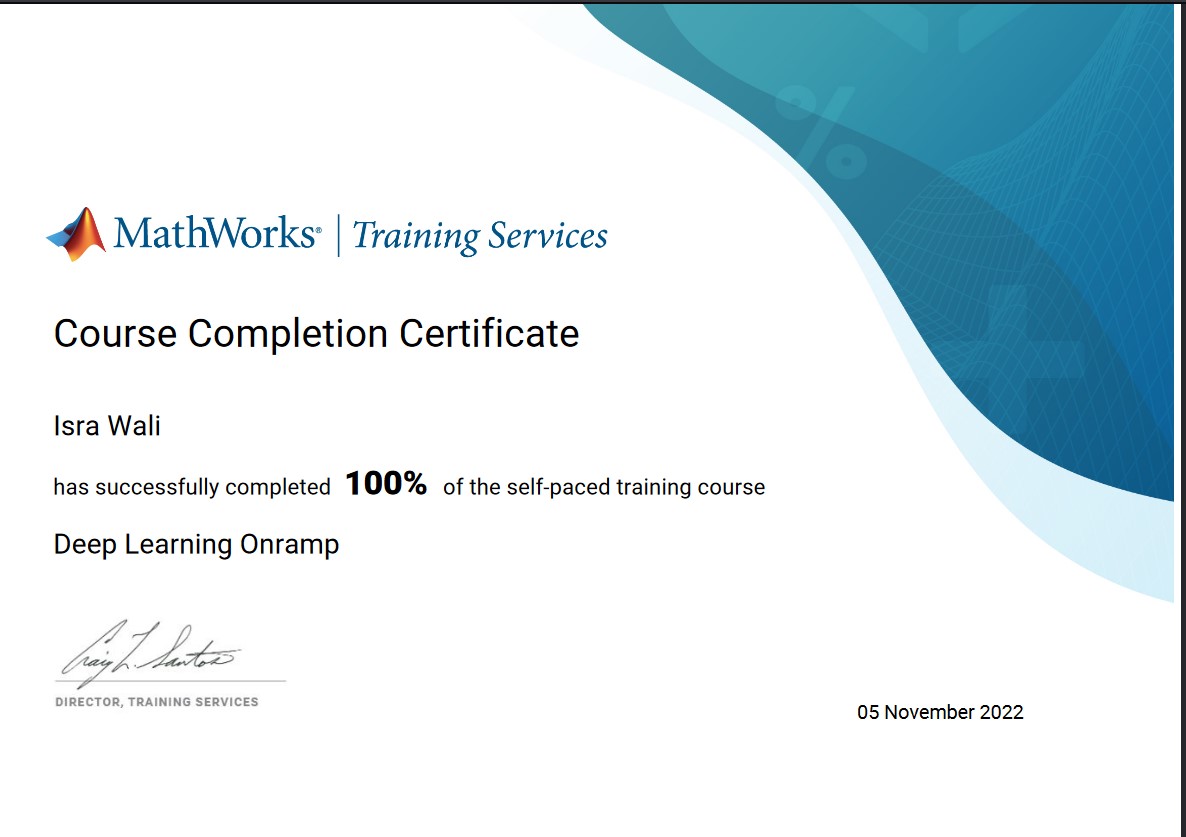 MathWorks® | Training Services
Course Completion Certificate
Isra Wali
has successfully completed 100% of the self-paced training course
Deep Learning Onramp
Craig L. Santos
DIRECTOR, TRAINING SERVICES
05 November 2022